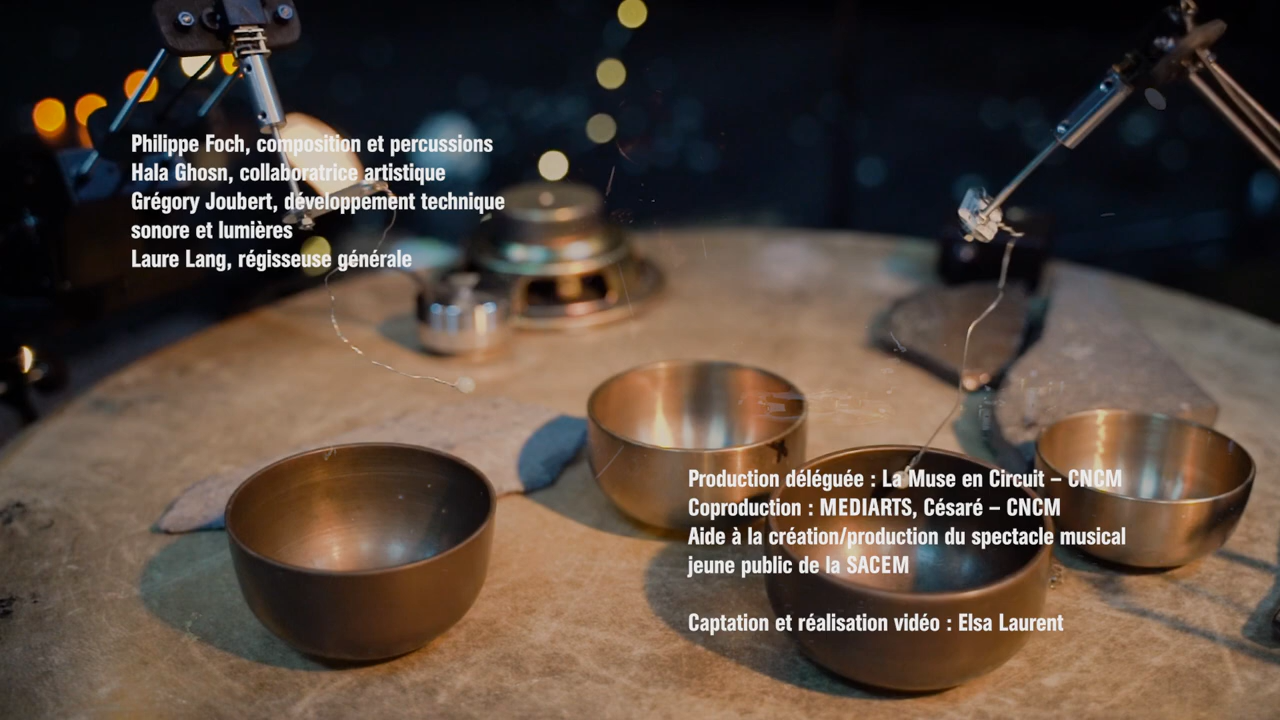 Philippe Foch, composition et percussions
Hala Ghosn, collaboratrice artistique
Grégory Joubert, développement technique
sonore et lumières
Laure Lang, régisseuse générale
Production déléguée : La Muse en Circuit – CNCM
Coproduction : MEDIARTS, Césaré – CNCM
Aide à la création/production du spectacle musical
jeune public de la SACEM
Captation et réalisation vidéo : Elsa Laurent